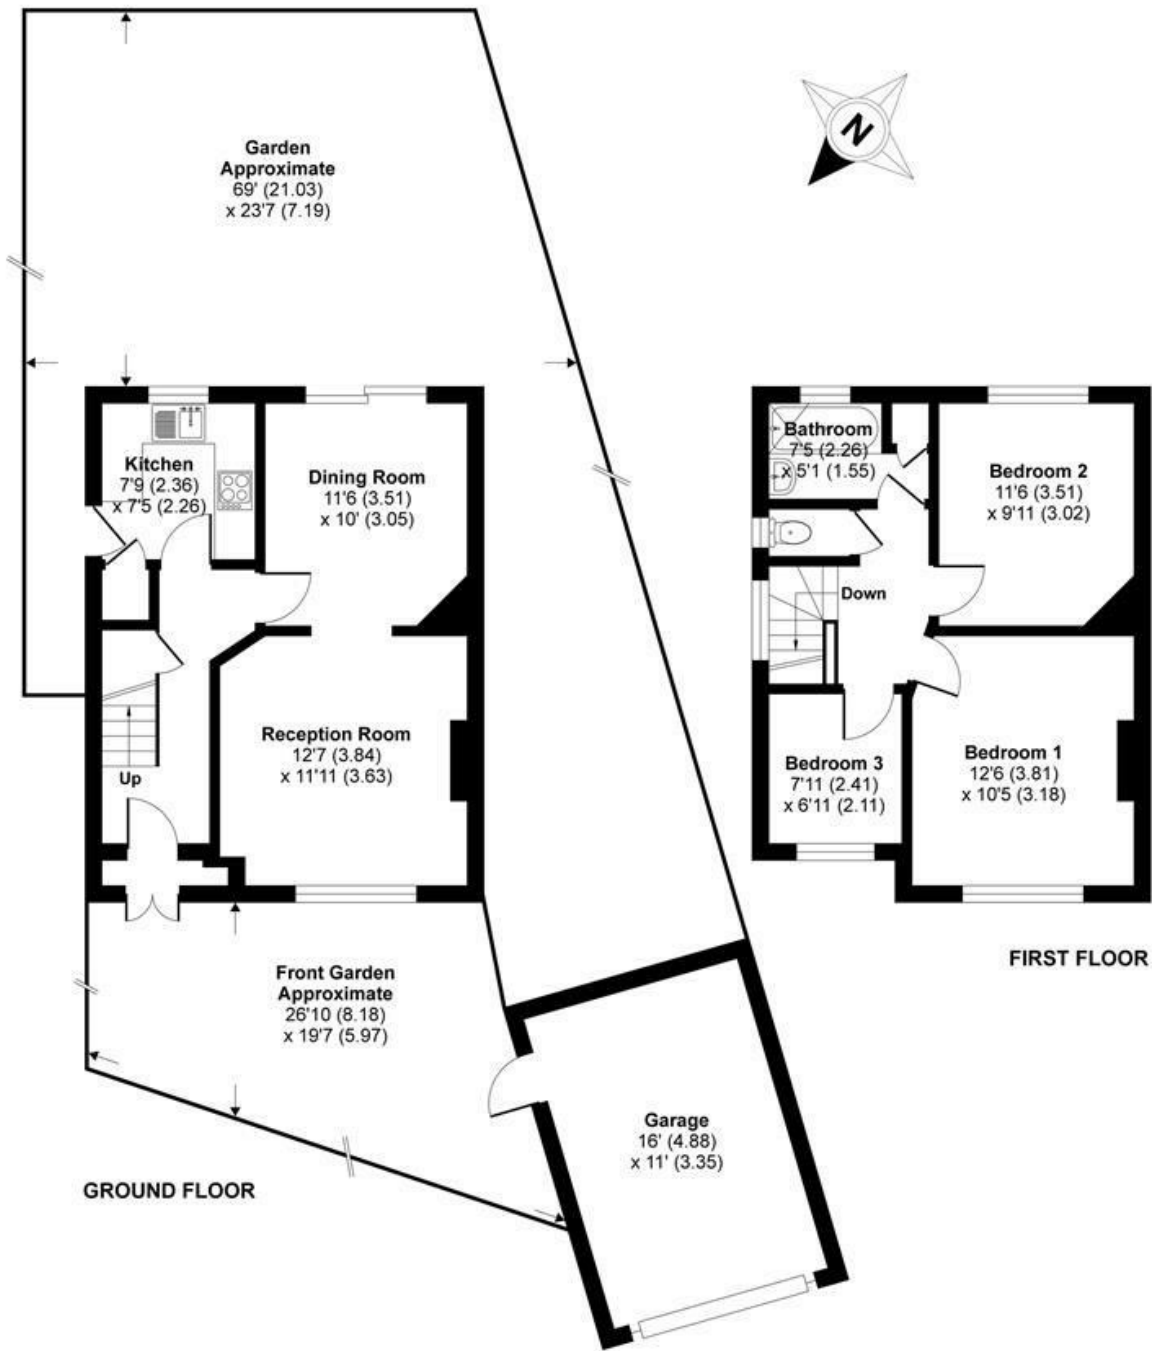 Garden
Approximate
69' (21.03)
x 23'7 (7.19)
N
Kitchen
7'9 (2.36)
x 7'5 (2.26)
Dining Room
11'6 (3.51)
x 10' (3.05)
Reception Room
12'7 (3.84)
x 11'11 (3.63)
Up
Front Garden
Approximate
26'10 (8.18)
x 19'7 (5.97)
Garage
16' (4.88)
x 11' (3.35)
GROUND FLOOR
Bathroom
7'5 (2.26)
x 5'1 (1.55)
Bedroom 2
11'6 (3.51)
x 9'11 (3.02)
Down
Bedroom 3
7'11 (2.41)
x 6'11 (2.11)
Bedroom 1
12'6 (3.81)
x 10'5 (3.18)
FIRST FLOOR